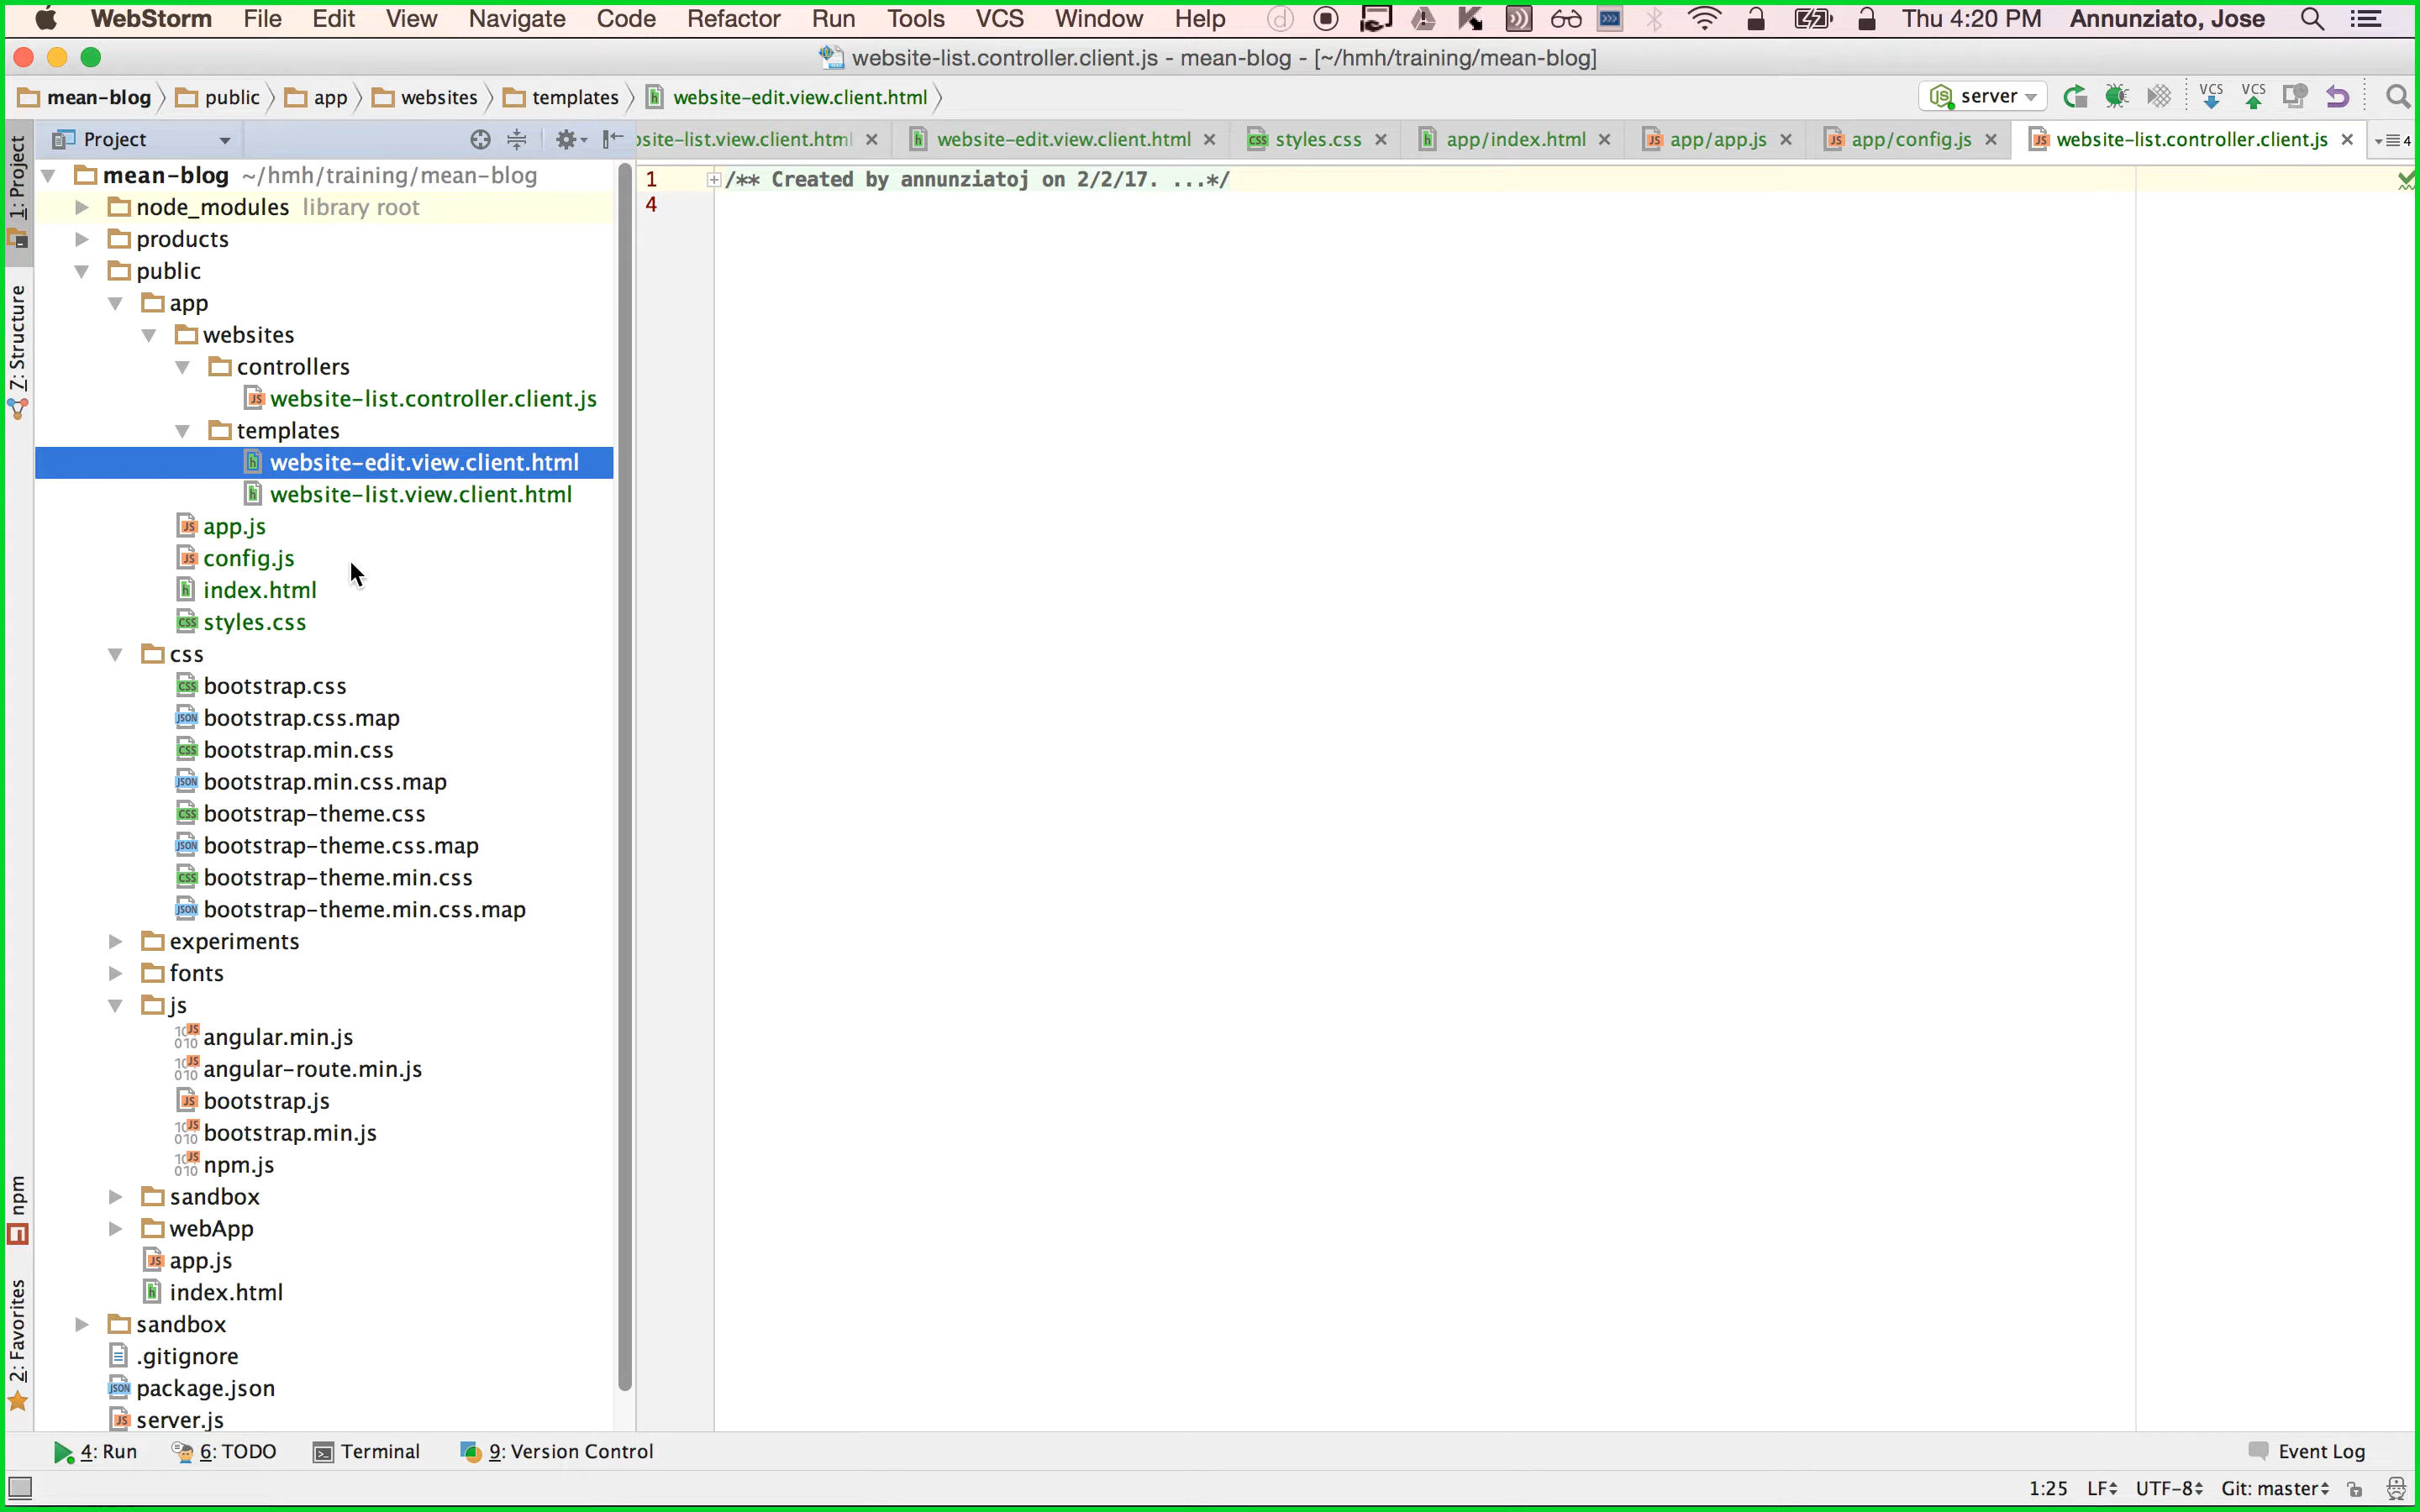 WebStorm File Edit View Navigate Code Refactor Run Tools VCS Window Help Thu 4:20 PM Annunziato, Jose
website-list.controller.client.js - mean-blog - [~/hmh/training/mean-blog]
mean-blog public app websites templates website-edit.view.client.html server VCS VCS
Project site-list.view.client.html website-edit.view.client.html styles.css app/index.html app/app.js app/config.js website-list.controller.client.js 4
1: Project
7: Structure
npm
2: Favorites
mean-blog ~/hmh/training/mean-blog
node_modules library root
products
public
app
websites
controllers
website-list.controller.client.js
templates
website-edit.view.client.html
website-list.view.client.html
app.js
config.js
index.html
styles.css
css
bootstrap.css
bootstrap.css.map
bootstrap.min.css
bootstrap.min.css.map
bootstrap-theme.css
bootstrap-theme.css.map
bootstrap-theme.min.css
bootstrap-theme.min.css.map
experiments
fonts
js
angular.min.js
angular-route.min.js
bootstrap.js
bootstrap.min.js
npm.js
sandbox
webApp
app.js
index.html
sandbox
.gitignore
package.json
server.js
1 /** Created by annunziatoj on 2/2/17. ...*/
4
4: Run 6: TODO Terminal 9: Version Control Event Log
1:25 LF UTF-8 Git: master